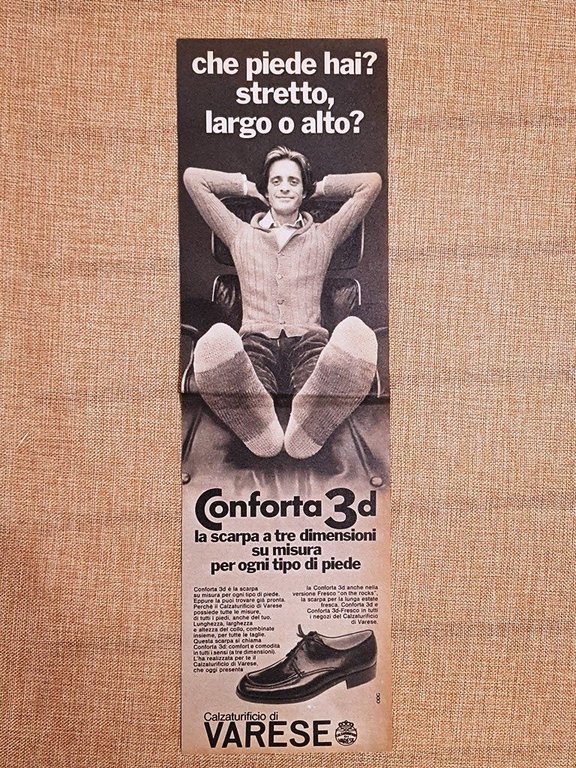 che piede hai?
stretto,
largo o alto?
Conforta 3d
la scarpa a tre dimensioni
su misura
per ogni tipo di piede
Conforta 3d è la scarpa
su misura per ogni tipo di piede.
Eppure la puoi trovare già pronta.
Perchè il Calzaturificio di Varese
possiede tutte le misure,
di tutti i piedi, anche del tuo.
Lunghezza, larghezza
e altezza del collo, combinate
insieme, per tutte le taglie.
Questa scarpa si chiama
Conforta 3d: comfort e comodità
in tutti i sensi (a tre dimensioni).
L'ha realizzata per te il
Calzaturificio di Varese,
che oggi presenta
la Conforta 3d anche nella
versione Fresco "on the rocks",
la scarpa per la lunga estate
fresca. Conforta 3d e
Conforta 3d-Fresco in tutti
i negozi del Calzaturificio
di Varese.
Calzaturificio di
VARESE
VARESE